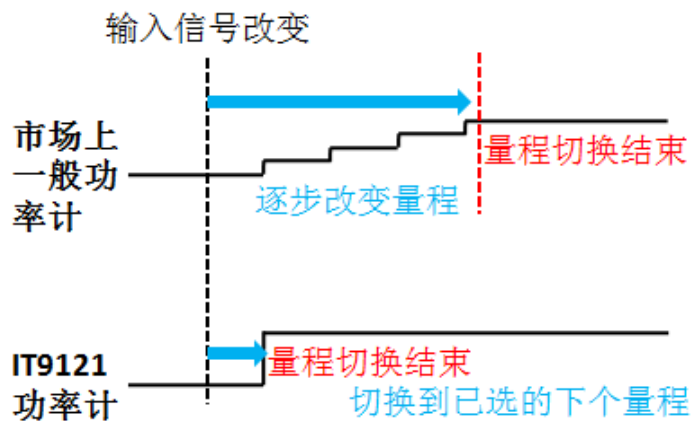 输入信号改变
市场上
一般功
率计
量程切换结束
逐步改变量程
IT9121
功率计
量程切换结束
切换到已选的下个量程